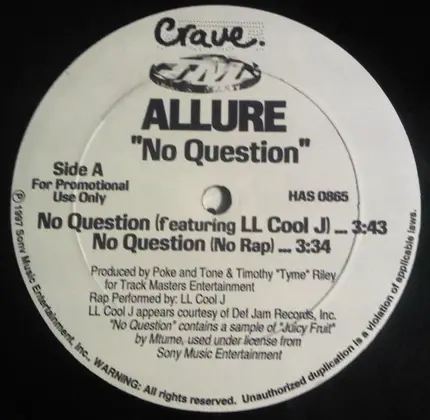 Crave.
TM
ALLURE
"No Question"
Side A
For Promotional
Use Only
HAS 0865
No Question (featuring LL Cool J) ... 3:43
No Question (No Rap) ... 3:34
Produced by Poke and Tone & Timothy "Tyme" Riley
for Track Masters Entertainment
Rap Performed by: LL Cool J
LL Cool J appears courtesy of Def Jam Records, Inc.
"No Question" contains a sample of "Juicy Fruit"
by Mtume, used under license from
Sony Music Entertainment
℗ 1997 Sony Music Entertainment, Inc., WARNING: All rights reserved. Unauthorized duplication is a violation of applicable laws.